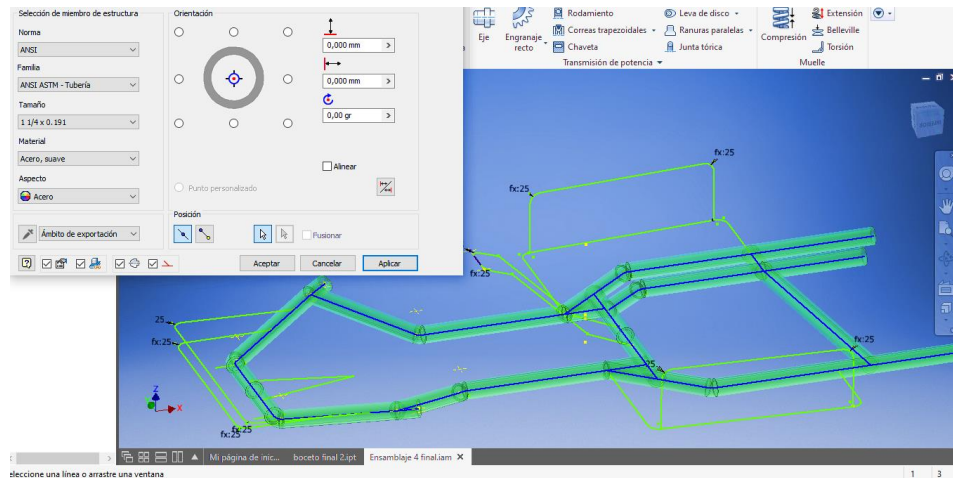 Selección de miembro de estructura
Norma
ANSI
Familia
ANSI ASTM - Tubería
Tamaño
1 1/4 x 0.191
Material
Acero, suave
Aspecto
Acero
Ámbito de exportación
Orientación
0,000 mm
0,000 mm
0,00 gr
Alinear
Punto personalizado
Posición
Fusionar
Aceptar
Cancelar
Aplicar
Eje
Engranaje recto
Rodamiento
Correas trapezoidales
Chaveta
Leva de disco
Ranuras paralelas
Junta tórica
Transmisión de potencia
Compresión
Extensión
Belleville
Torsión
Muelle
fx:25
fx:25
fx:25
25
fx:25
25
fx:25
fx:25
fx:25
Z
X
Mi página de inic...
boceto final 2.ipt
Ensamblaje 4 final.iam
eleccione una línea o arrastre una ventana
1
3